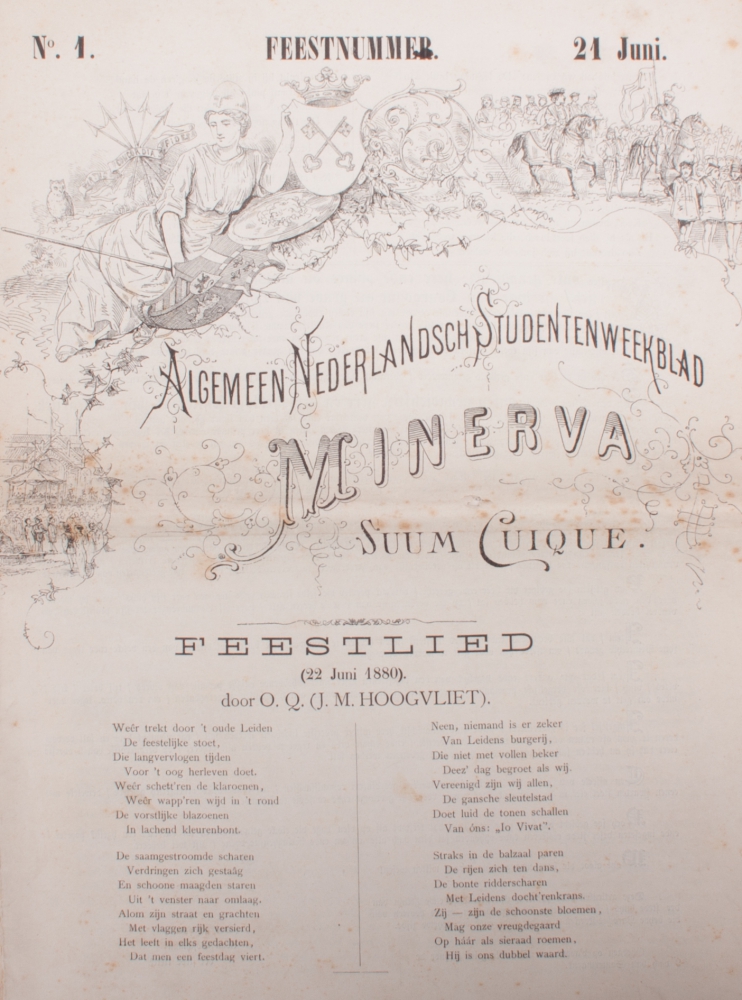 Nº. 1. FEESTNUMMER. 21 Juni.
ALGEMEEN NEDERLANDSCH STUDENTENWEEKBLAD
MINERVA
SUUM CUIQUE.
FEESTLIED
(22 Juni 1880).
door O. Q. (J. M. HOOGVLIET).
Weêr trekt door 't oude Leiden
De feestelijke stoet,
Die langvervlogen tijden
Voor 't oog herleven doet.
Weêr schett'ren de klaroenen,
Weêr wapp'ren wijd in 't rond
De vorstlijke blazoenen
In lachend kleurenbont.
De saamgestroomde scharen
Verdringen zich gestaâg
En schoone maagden staren
Uit 't venster naar omlaag.
Alom zijn straat en grachten
Met vlaggen rijk versierd,
Het leeft in elks gedachten,
Dat men een feestdag viert.
Neen, niemand is er zeker
Van Leidens burgerij,
Die niet met vollen beker
Deez' dag begroet als wij.
Vereenigd zijn wij allen,
De gansche sleutelstad
Doet luid de tonen schallen
Van óns: „Io Vivat”.
Straks in de balzaal paren
De rijen zich ten dans,
De bonte ridderscharen
Met Leidens docht'renkrans.
Zij — zijn de schoonste bloemen,
Mag onze vreugdegaard
Op háár als sieraad roemen,
Hij is ons dubbel waard.